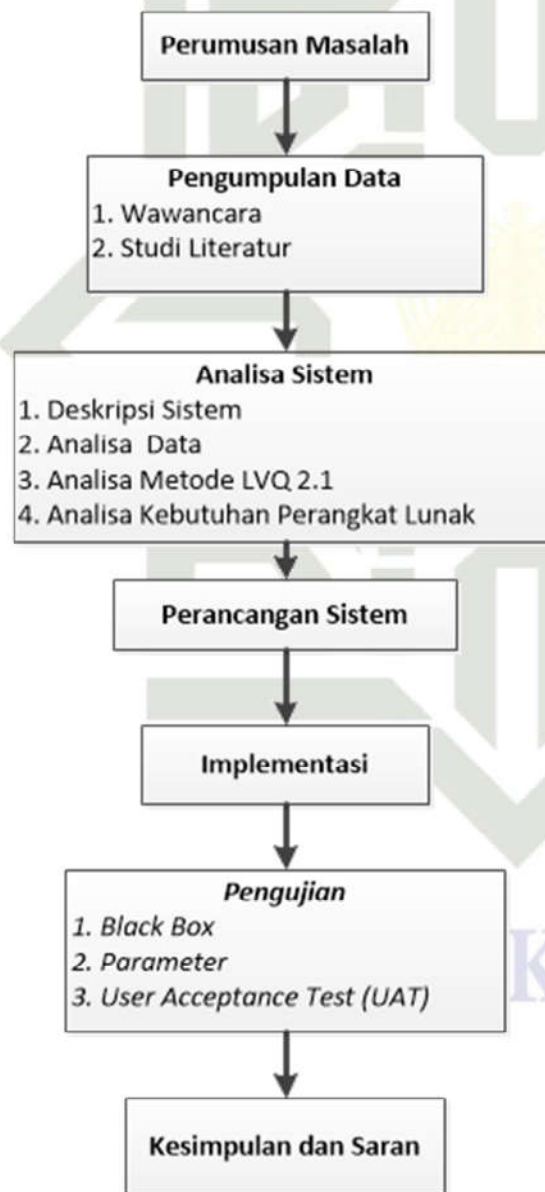 Perumusan Masalah
Pengumpulan Data
1. Wawancara
2. Studi Literatur
Analisa Sistem
1. Deskripsi Sistem
2. Analisa Data
3. Analisa Metode LVQ 2.1
4. Analisa Kebutuhan Perangkat Lunak
Perancangan Sistem
Implementasi
Pengujian
1. Black Box
2. Parameter
3. User Acceptance Test (UAT)
K
Kesimpulan dan Saran